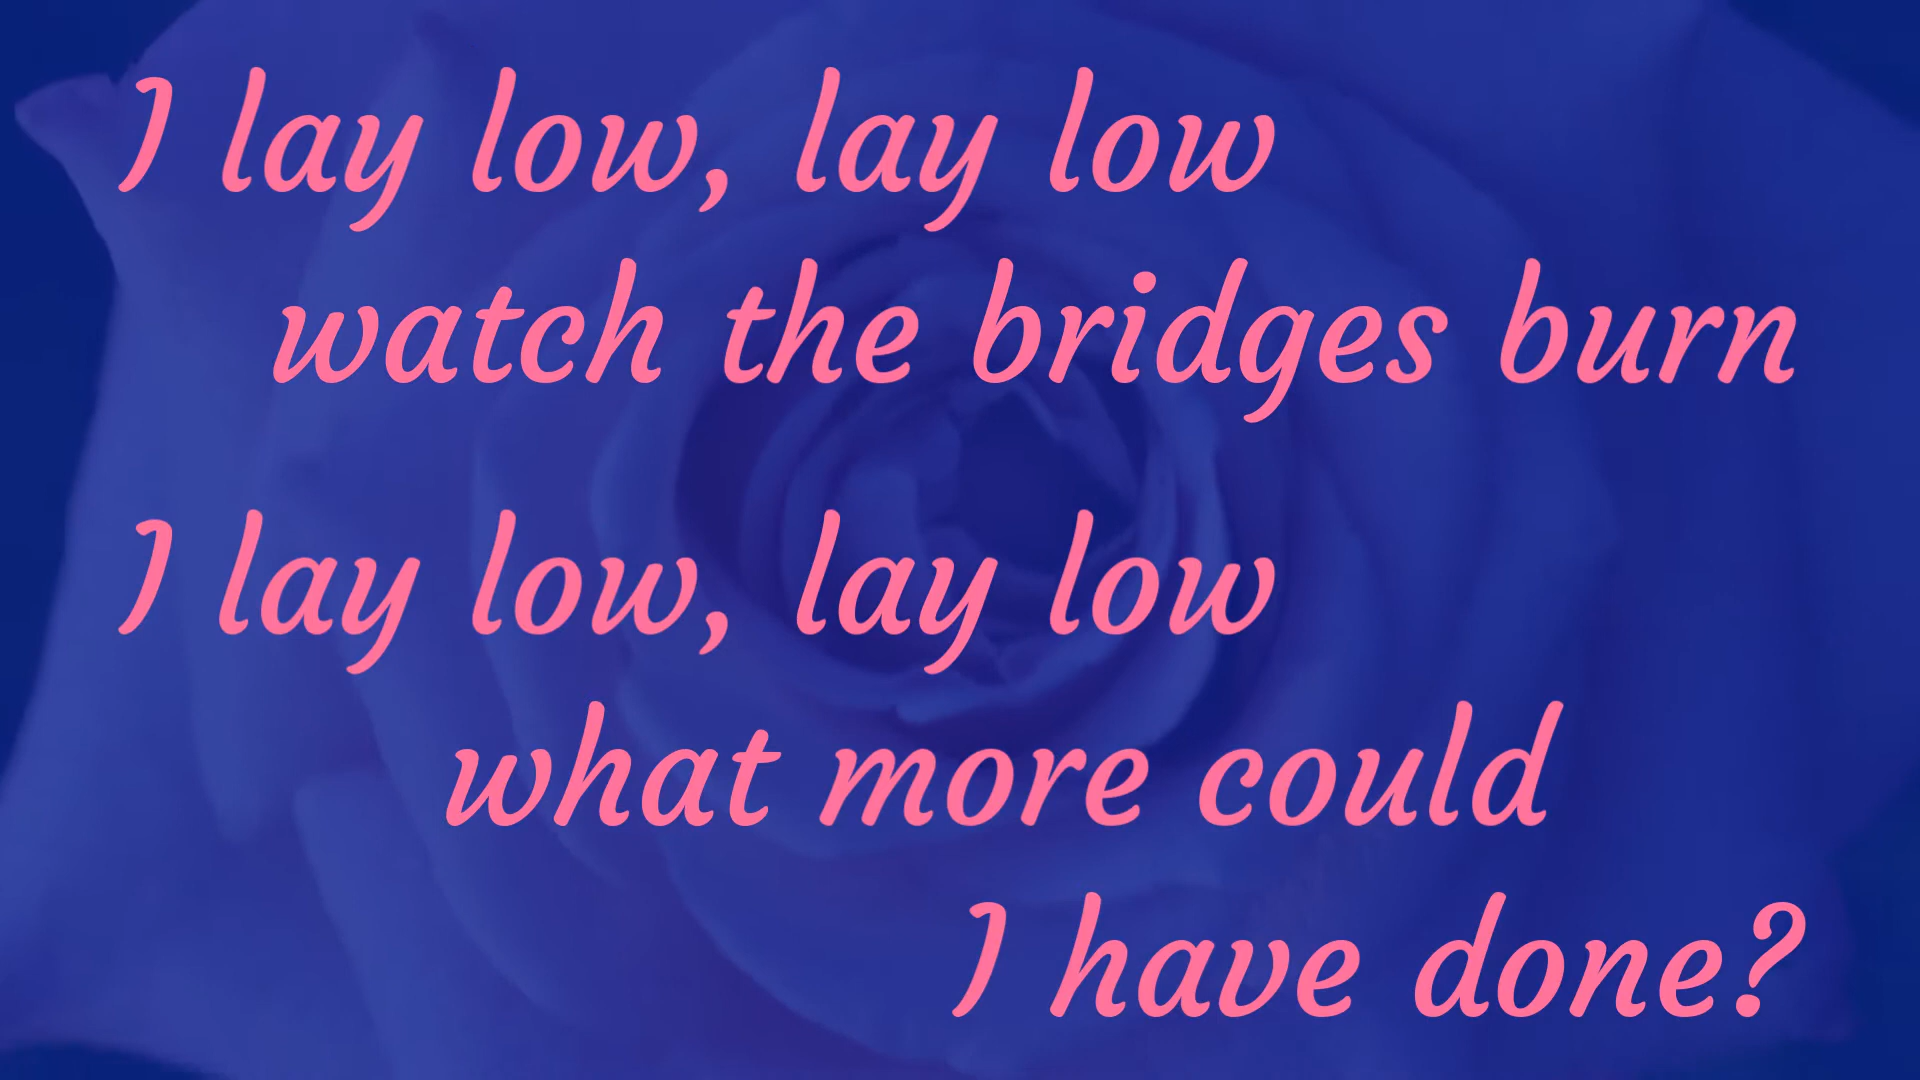 I lay low, lay low
watch the bridges burn
I lay low, lay low
what more could
I have done?